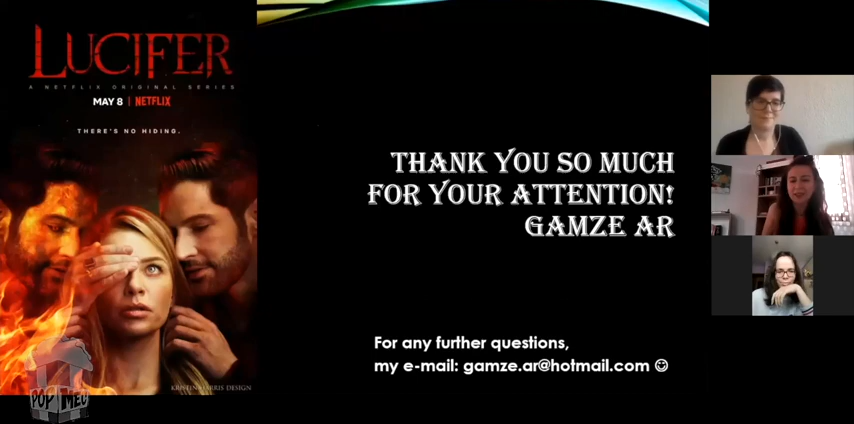 LUCIFER
A NETFLIX ORIGINAL SERIES
MAY 8 | NETFLIX
THERE'S NO HIDING.
KRISTIN HARRIS DESIGN
POP MEC
THANK YOU SO MUCH
FOR YOUR ATTENTION!
GAMZE AR
For any further questions,
my e-mail: gamze.ar@hotmail.com ☺